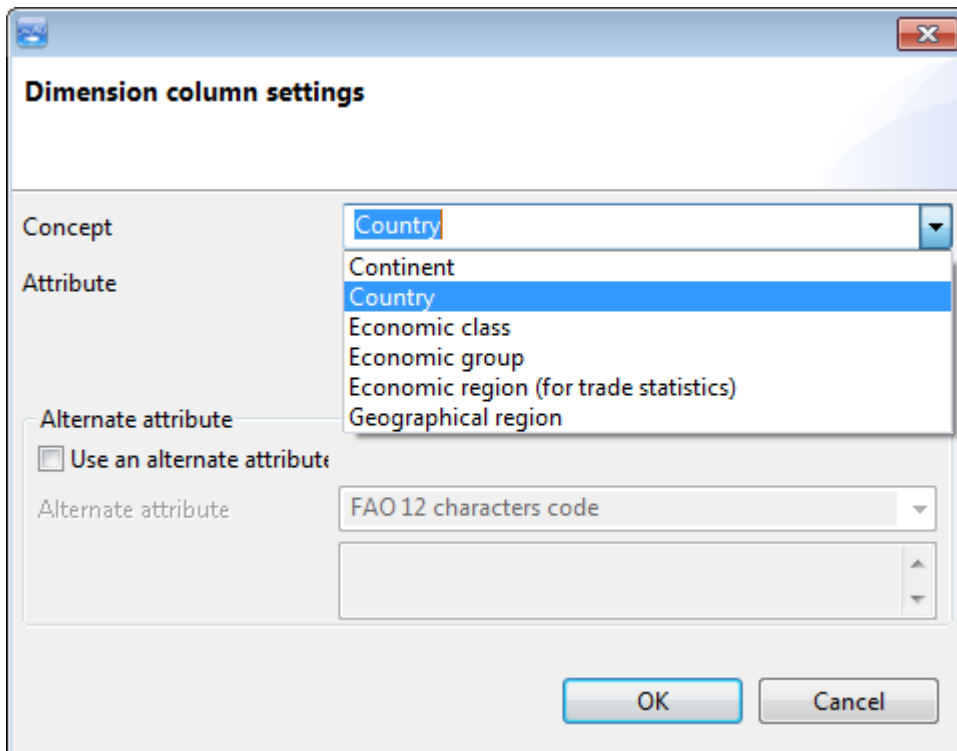 Dimension column settings
Concept
Country
Attribute
Continent
Country
Economic class
Economic group
Economic region (for trade statistics)
Geographical region
Alternate attribute
Use an alternate attribute
Alternate attribute
FAO 12 characters code
OK
Cancel